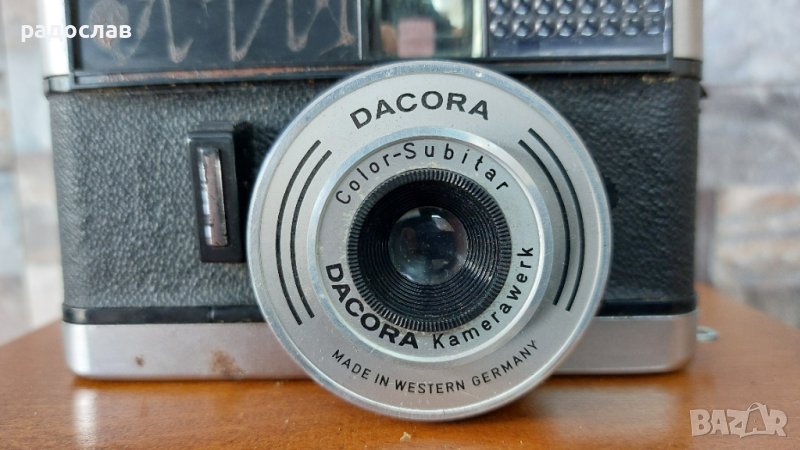 радослав
DACORA
Color-Subitar
DACORA Kamerawerk
MADE IN WESTERN GERMANY
BAZAR